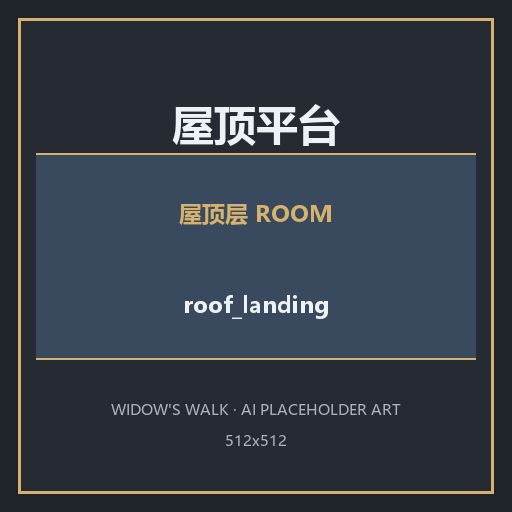 屋顶平台
屋顶层 ROOM
roof_landing
WIDOW'S WALK · AI PLACEHOLDER ART
512x512